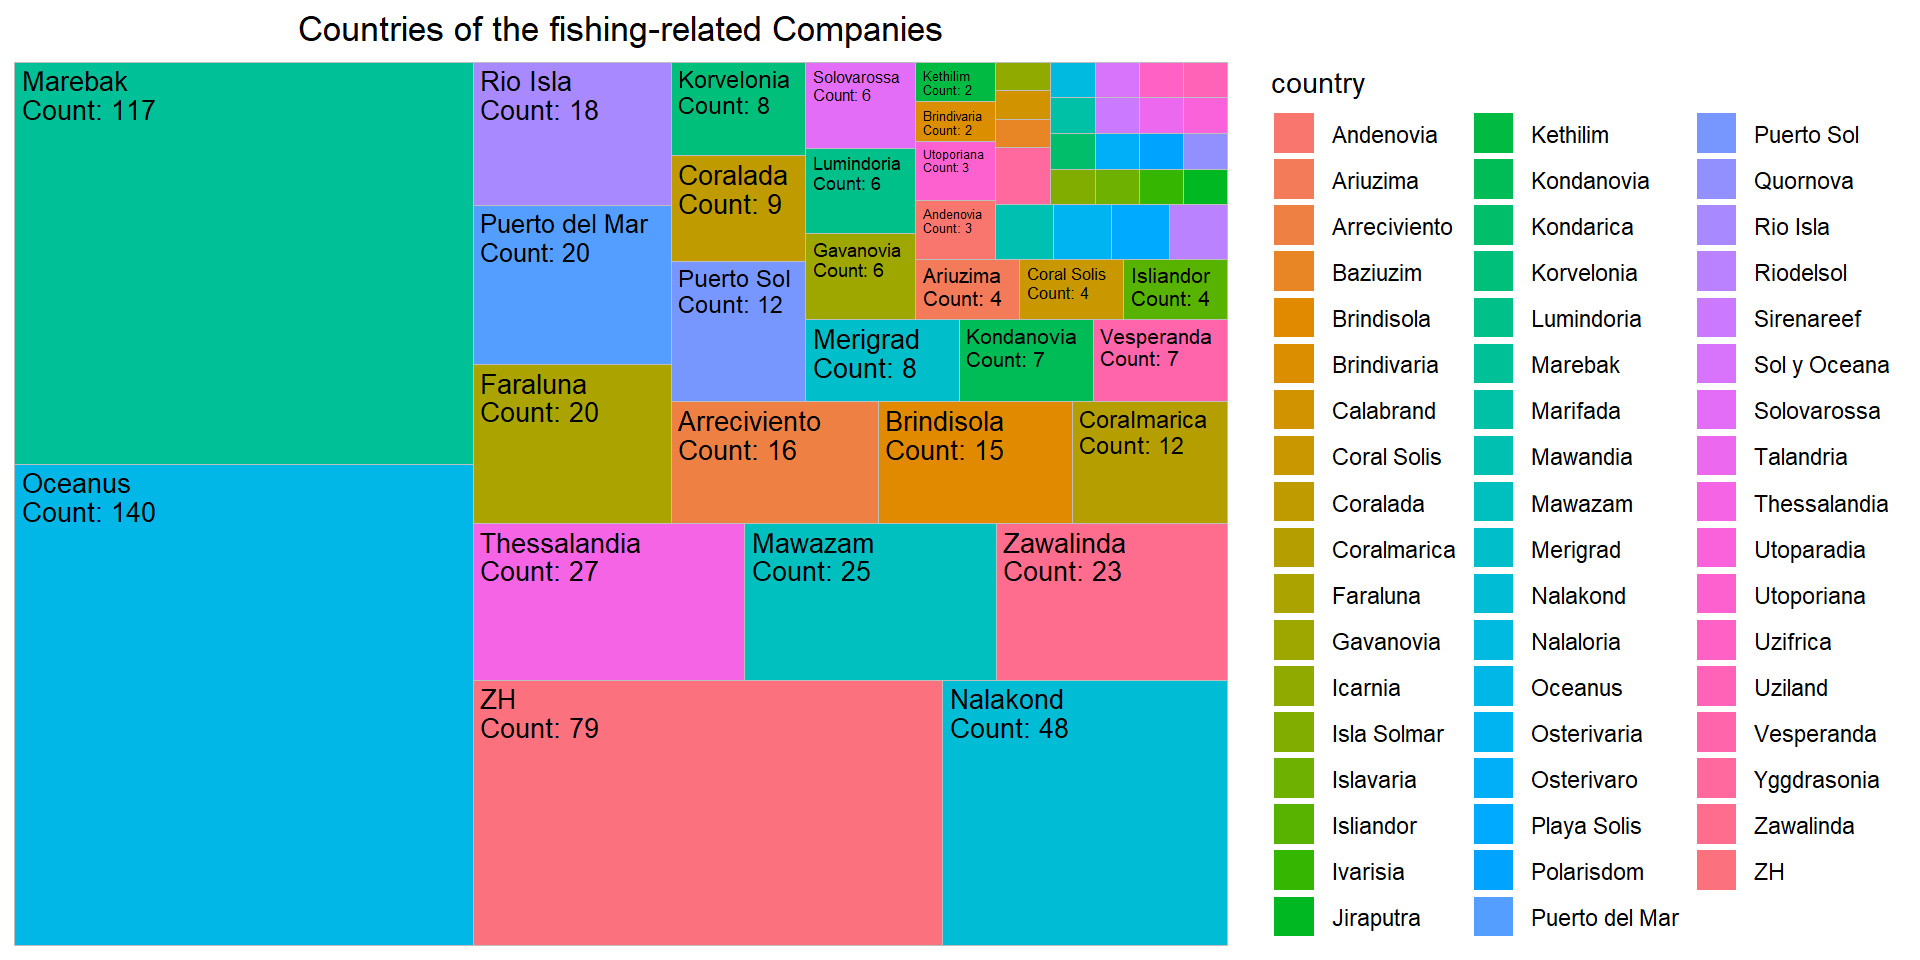 Countries of the fishing-related Companies
Marebak
Count: 117
Oceanus
Count: 140
Rio Isla
Count: 18
Puerto del Mar
Count: 20
Faraluna
Count: 20
Korvelonia
Count: 8
Coralada
Count: 9
Puerto Sol
Count: 12
Solovarossa
Count: 6
Lumindoria
Count: 6
Gavanovia
Count: 6
Kethilim
Count: 2
Brindivaria
Count: 2
Utoporiana
Count: 3
Andenovia
Count: 3
Ariuzima
Count: 4
Coral Solis
Count: 4
Isliandor
Count: 4
Merigrad
Count: 8
Kondanovia
Count: 7
Vesperanda
Count: 7
Arreciviento
Count: 16
Brindisola
Count: 15
Coralmarica
Count: 12
Thessalandia
Count: 27
Mawazam
Count: 25
Zawalinda
Count: 23
ZH
Count: 79
Nalakond
Count: 48
country
Andenovia
Ariuzima
Arreciviento
Baziuzim
Brindisola
Brindivaria
Calabrand
Coral Solis
Coralada
Coralmarica
Faraluna
Gavanovia
Icarnia
Isla Solmar
Islavaria
Isliandor
Ivarisia
Jiraputra
Kethilim
Kondanovia
Kondarica
Korvelonia
Lumindoria
Marebak
Marifada
Mawandia
Mawazam
Merigrad
Nalakond
Nalaloria
Oceanus
Osterivaria
Osterivaro
Playa Solis
Polarisdom
Puerto del Mar
Puerto Sol
Quornova
Rio Isla
Riodelsol
Sirenareef
Sol y Oceana
Solovarossa
Talandria
Thessalandia
Utoparadia
Utoporiana
Uzifrica
Uziland
Vesperanda
Yggdrasonia
Zawalinda
ZH